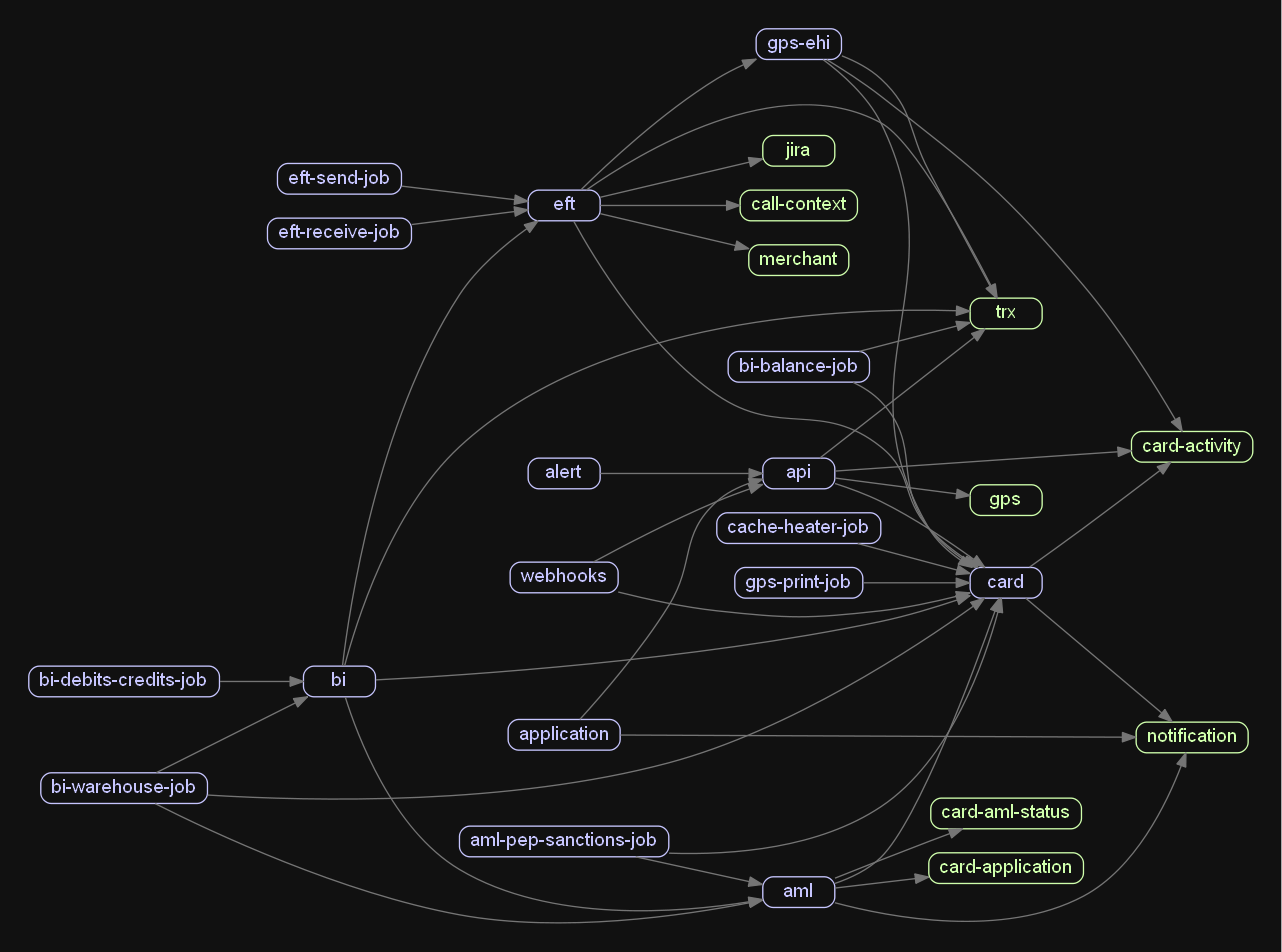 gps-ehi
jira
eft-send-job
eft
call-context
eft-receive-job
merchant
trx
bi-balance-job
card-activity
alert
api
gps
cache-heater-job
webhooks
gps-print-job
card
bi-debits-credits-job
bi
application
notification
bi-warehouse-job
card-aml-status
aml-pep-sanctions-job
card-application
aml